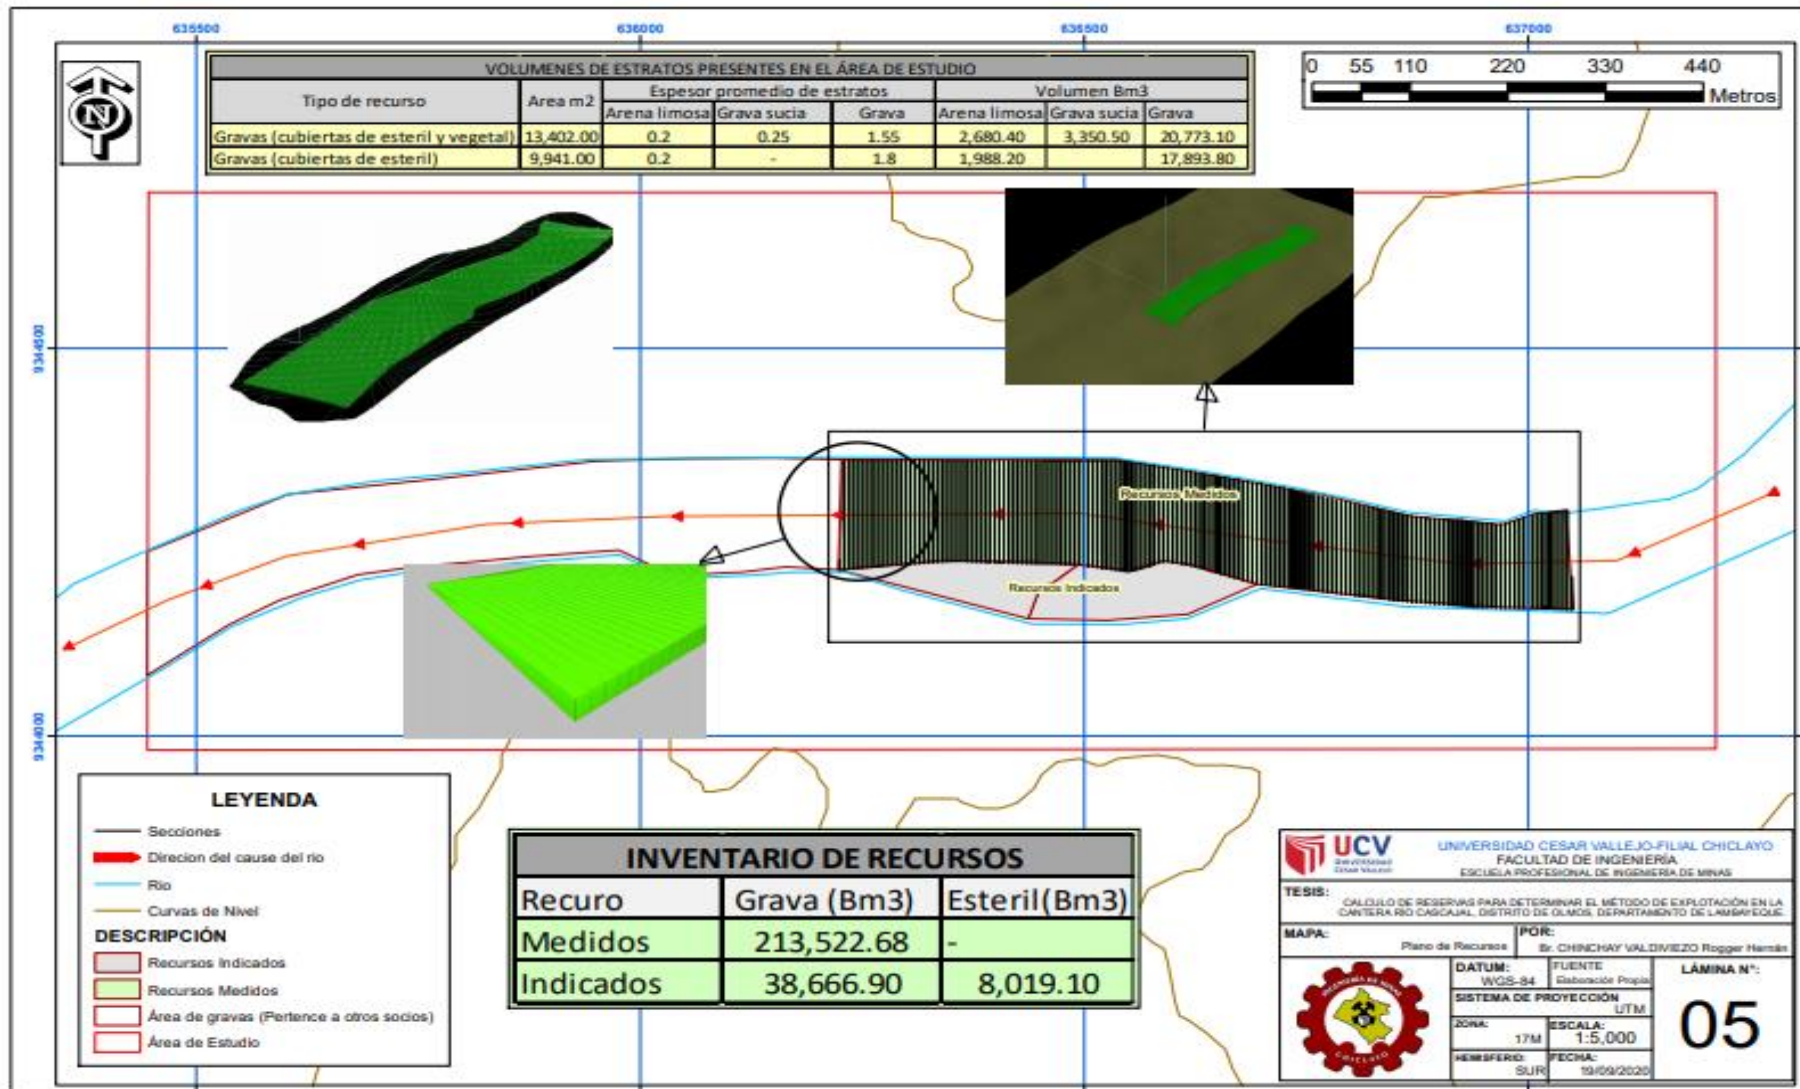 635500 636000 636500 637000
VOLUMENES DE ESTRATOS PRESENTES EN EL ÁREA DE ESTUDIO
Tipo de recurso Area m2 Espesor promedio de estratos Volumen Bm3
Arena limosa Grava sucia Grava Arena limosa Grava sucia Grava
Gravas (cubiertas de esteril y vegetal) 13,402.00 0.2 0.25 1.55 2,680.40 3,350.50 20,773.10
Gravas (cubiertas de esteril) 9,941.00 0.2 - 1.8 1,988.20 17,893.80
0 55 110 220 330 440
Metros
N
9344500
Recursos Medidos
Recursos Indicados
9344000
LEYENDA
Secciones
Direcion del cause del rio
Rio
Curvas de Nivel
DESCRIPCIÓN
Recursos Indicados
Recursos Medidos
Área de gravas (Pertence a otros socios)
Área de Estudio
INVENTARIO DE RECURSOS
Recuro Grava (Bm3) Esteril(Bm3)
Medidos 213,522.68 -
Indicados 38,666.90 8,019.10
UCV
UNIVERSIDAD
CESAR VALLEJO
UNIVERSIDAD CESAR VALLEJO-FILIAL CHICLAYO
FACULTAD DE INGENIERÍA
ESCUELA PROFESIONAL DE INGENIERÍA DE MINAS
TESIS:
CALCULO DE RESERVAS PARA DETERMINAR EL MÉTODO DE EXPLOTACIÓN EN LA
CANTERA RIO CASCAJAL, DISTRITO DE OLMOS, DEPARTAMENTO DE LAMBAYEQUE.
MAPA: Plano de Recursos
POR: Br. CHINCHAY VALDIVIEZO Rogger Hernán
INGENIERIA DE MINAS
CHICLAYO
DATUM: WGS-84
FUENTE Elaboración Propia
SISTEMA DE PROYECCIÓN UTM
ZONA: 17M
ESCALA: 1:5,000
HEMISFERIO: SUR
FECHA: 19/09/2020
LÁMINA N°:
05